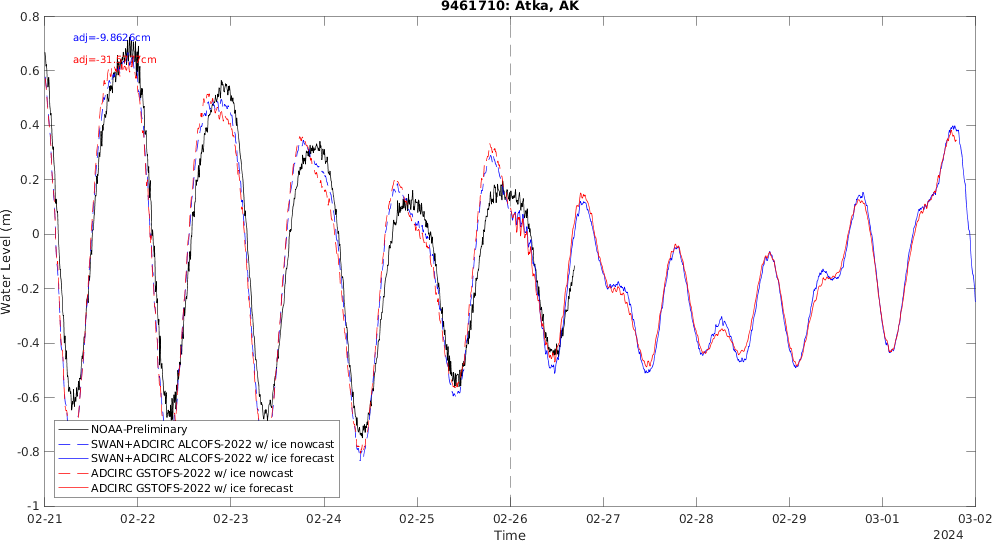 9461710: Atka, AK
0.8
adj=-9.8626cm
0.6
0.4
0.2
0
-0.2
-0.4
-0.6
-0.8
-1
Water Level (m)
NOAA-Preliminary
SWAN+ADCIRC ALCOFS-2022 w/ ice nowcast
SWAN+ADCIRC ALCOFS-2022 w/ ice forecast
ADCIRC GSTOFS-2022 w/ ice nowcast
ADCIRC GSTOFS-2022 w/ ice forecast
02-21 02-22 02-23 02-24 02-25 02-26 02-27 02-28 02-29 03-01 03-02
Time
2024